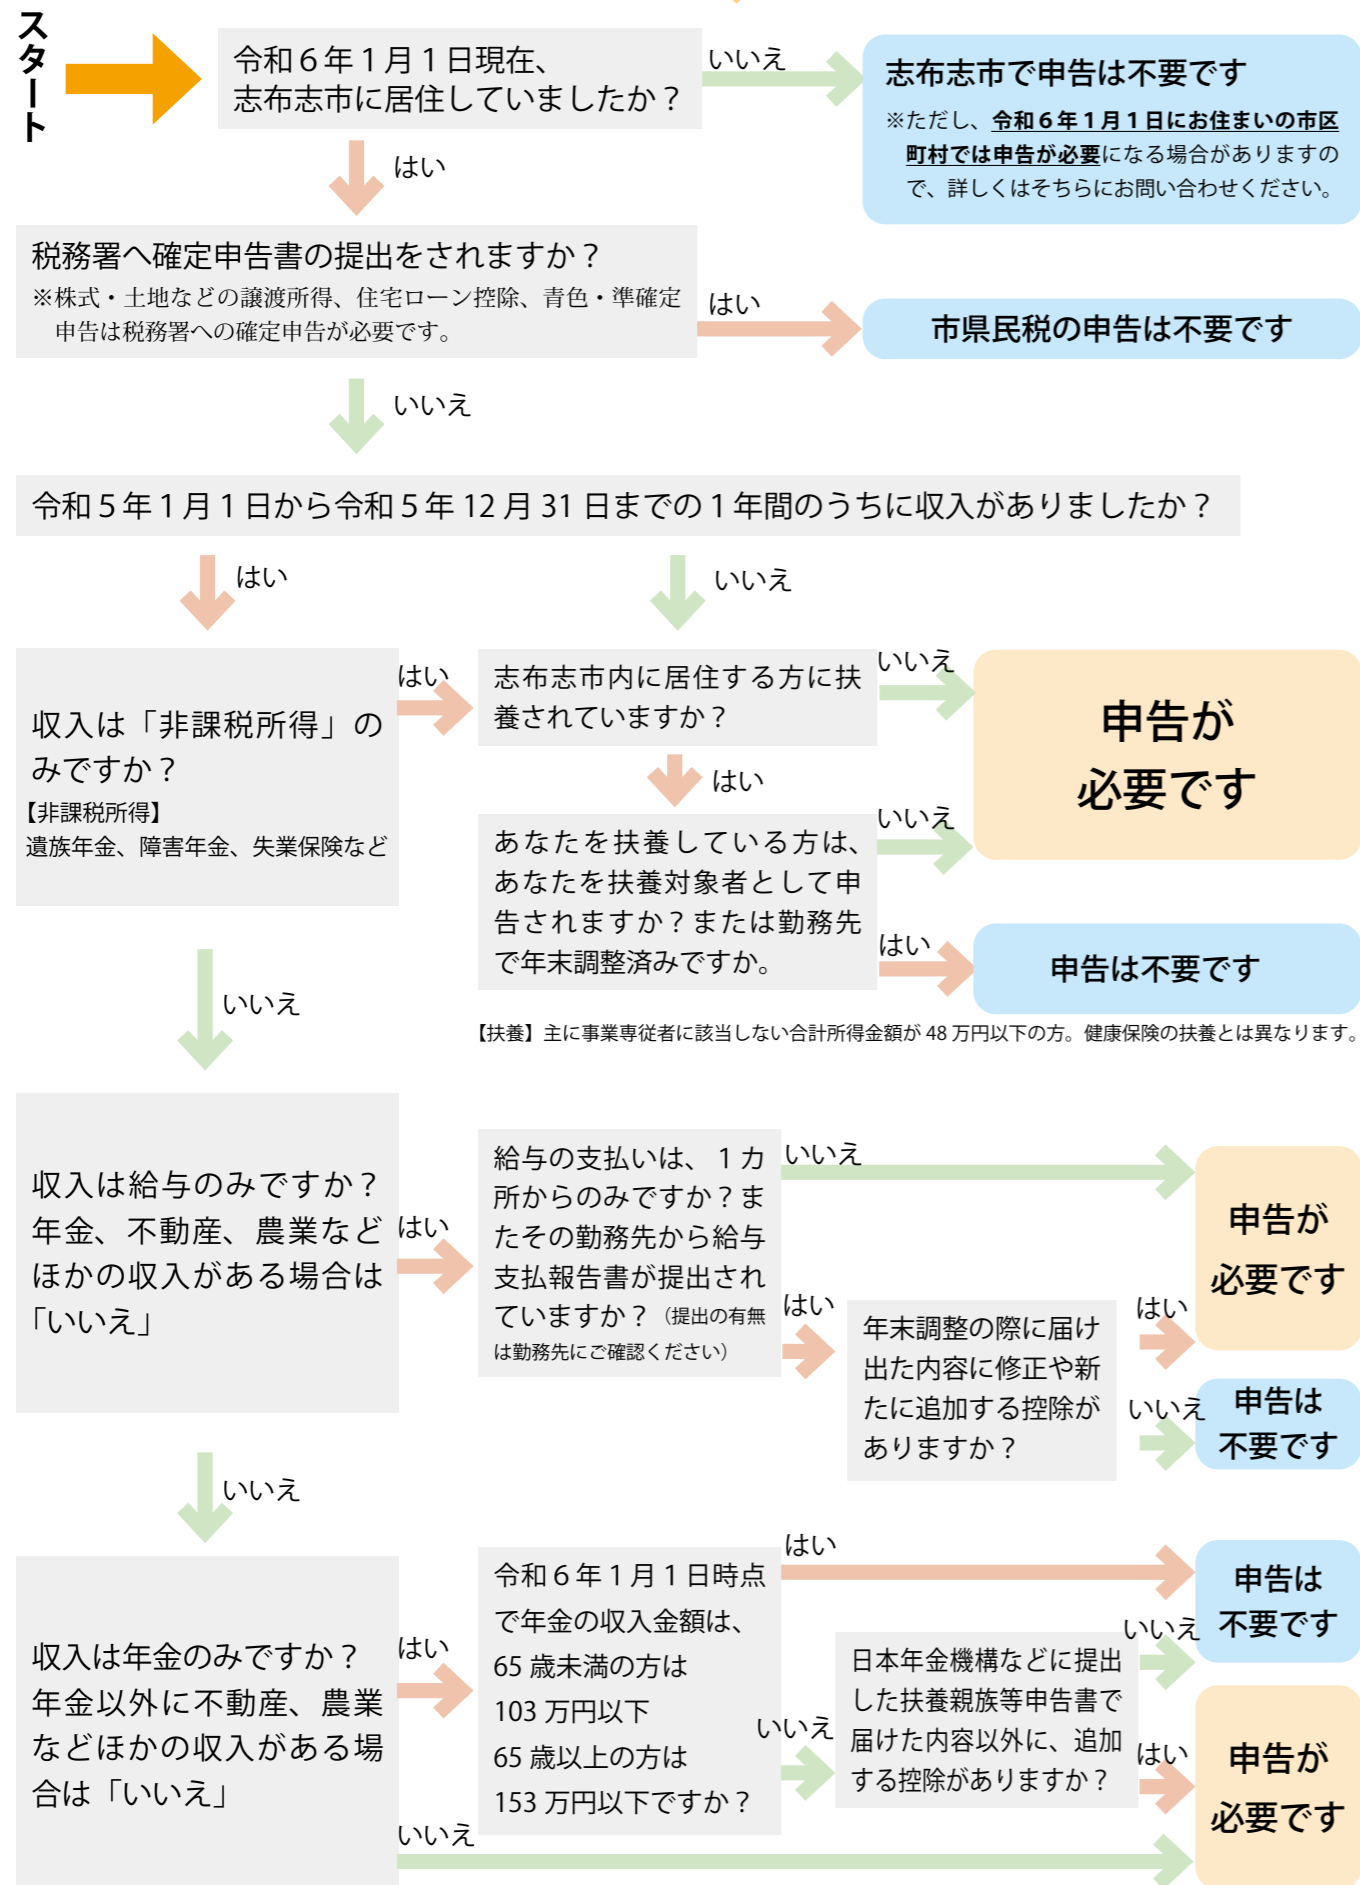 スタート
令和６年１月１日現在、
志布志市に居住していましたか？
いいえ
志布志市で申告は不要です
※ただし、令和６年１月１日にお住まいの市区
町村では申告が必要になる場合がありますの
で、詳しくはそちらにお問い合わせください。
はい
税務署へ確定申告書の提出をされますか？
※株式・土地などの譲渡所得、住宅ローン控除、青色・準確定
申告は税務署への確定申告が必要です。
はい
市県民税の申告は不要です
いいえ
令和５年１月１日から令和５年 12 月 31 日までの１年間のうちに収入がありましたか？
はい
いいえ
収入は「非課税所得」の
みですか？
【非課税所得】
遺族年金、障害年金、失業保険など
はい
志布志市内に居住する方に扶
養されていますか？
いいえ
申告が
必要です
はい
あなたを扶養している方は、
あなたを扶養対象者として申
告されますか？または勤務先
で年末調整済みですか。
いいえ
はい
申告は不要です
【扶養】主に事業専従者に該当しない合計所得金額が 48 万円以下の方。健康保険の扶養とは異なります。
いいえ
収入は給与のみですか？
年金、不動産、農業など
ほかの収入がある場合は
「いいえ」
はい
給与の支払いは、１カ
所からのみですか？ま
たその勤務先から給与
支払報告書が提出され
ていますか？（提出の有無
は勤務先にご確認ください）
いいえ
申告が
必要です
はい
年末調整の際に届け
出た内容に修正や新
たに追加する控除が
ありますか？
はい
いいえ
申告は
不要です
いいえ
収入は年金のみですか？
年金以外に不動産、農業
などほかの収入がある場
合は「いいえ」
はい
令和６年１月１日時点
で年金の収入金額は、
65 歳未満の方は
103 万円以下
65 歳以上の方は
153 万円以下ですか？
はい
申告は
不要です
いいえ
日本年金機構などに提出
した扶養親族等申告書で
届けた内容以外に、追加
する控除がありますか？
いいえ
はい
申告が
必要です
いいえ